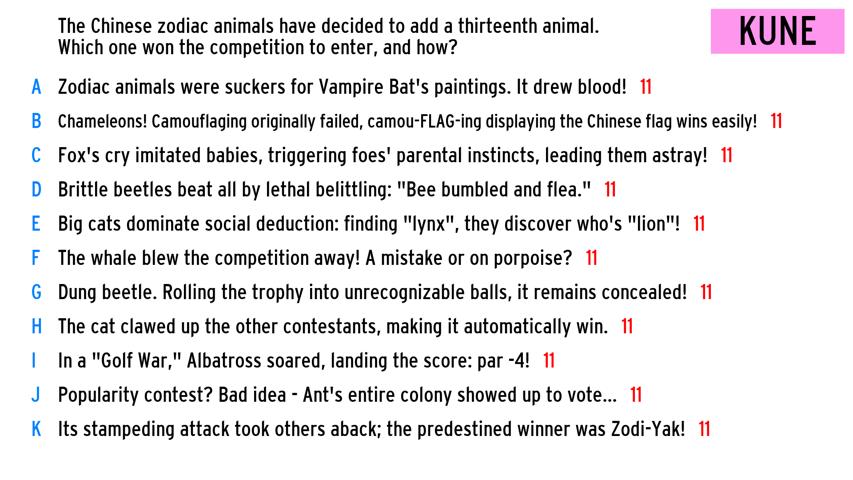 The Chinese zodiac animals have decided to add a thirteenth animal.
Which one won the competition to enter, and how?
KUNE
A Zodiac animals were suckers for Vampire Bat's paintings. It drew blood! 11
B Chameleons! Camouflaging originally failed, camou-FLAG-ing displaying the Chinese flag wins easily! 11
C Fox's cry imitated babies, triggering foes' parental instincts, leading them astray! 11
D Brittle beetles beat all by lethal belittling: "Bee bumbled and flea." 11
E Big cats dominate social deduction: finding "lynx", they discover who's "lion"! 11
F The whale blew the competition away! A mistake or on porpoise? 11
G Dung beetle. Rolling the trophy into unrecognizable balls, it remains concealed! 11
H The cat clawed up the other contestants, making it automatically win. 11
I In a "Golf War," Albatross soared, landing the score: par -4! 11
J Popularity contest? Bad idea - Ant's entire colony showed up to vote... 11
K Its stampeding attack took others aback; the predestined winner was Zodi-Yak! 11